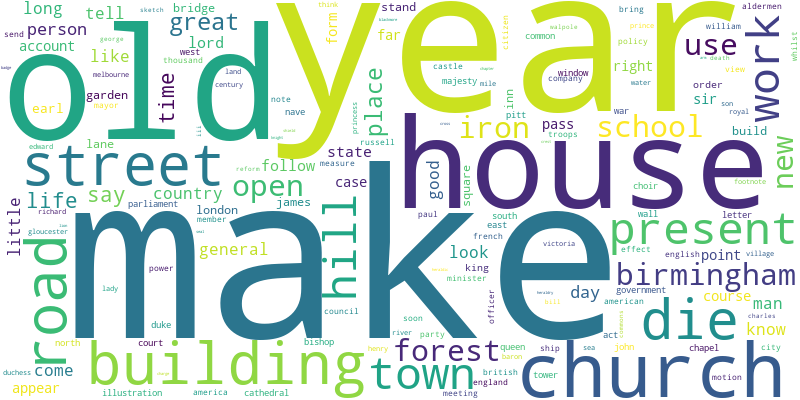 long
tell
bridge
great
sketch
think
form
stand
bring
william
aldermen
person
george
far
common
prince
walpole
policy
whilst
send
account
like
lord
west
thousand
castle
majesty
mile
window
use
right
view
melbourne
garden
mayor
land
century
company
order
water
death
old
year
work
time
place
note
nave
princess
inn
pitt
iron
pass
troops
war
school
sir
son
royal
build
new
edward
lane
russell
house
street
follow
state
measure
case
good
square
cross
life
say
country
open
reform
james
choir
footnote
little
richard
parliament
london
member
paul
south
east
wall
letter
gloucester
general
hill
look
french
victoria
present
effect
english
point
village
road
power
king
minister
birmingham
lady
day
government
american
course
man
make
duke
council
officer
bill
commons
die
charles
know
north
court
bishop
soon
river
party
act
john
chapel
city
henry
forest
queen
baron
ship
sea
duchess
come
building
town
british
england
tower
church
motion
appear
illustration
america
cathedral
meeting